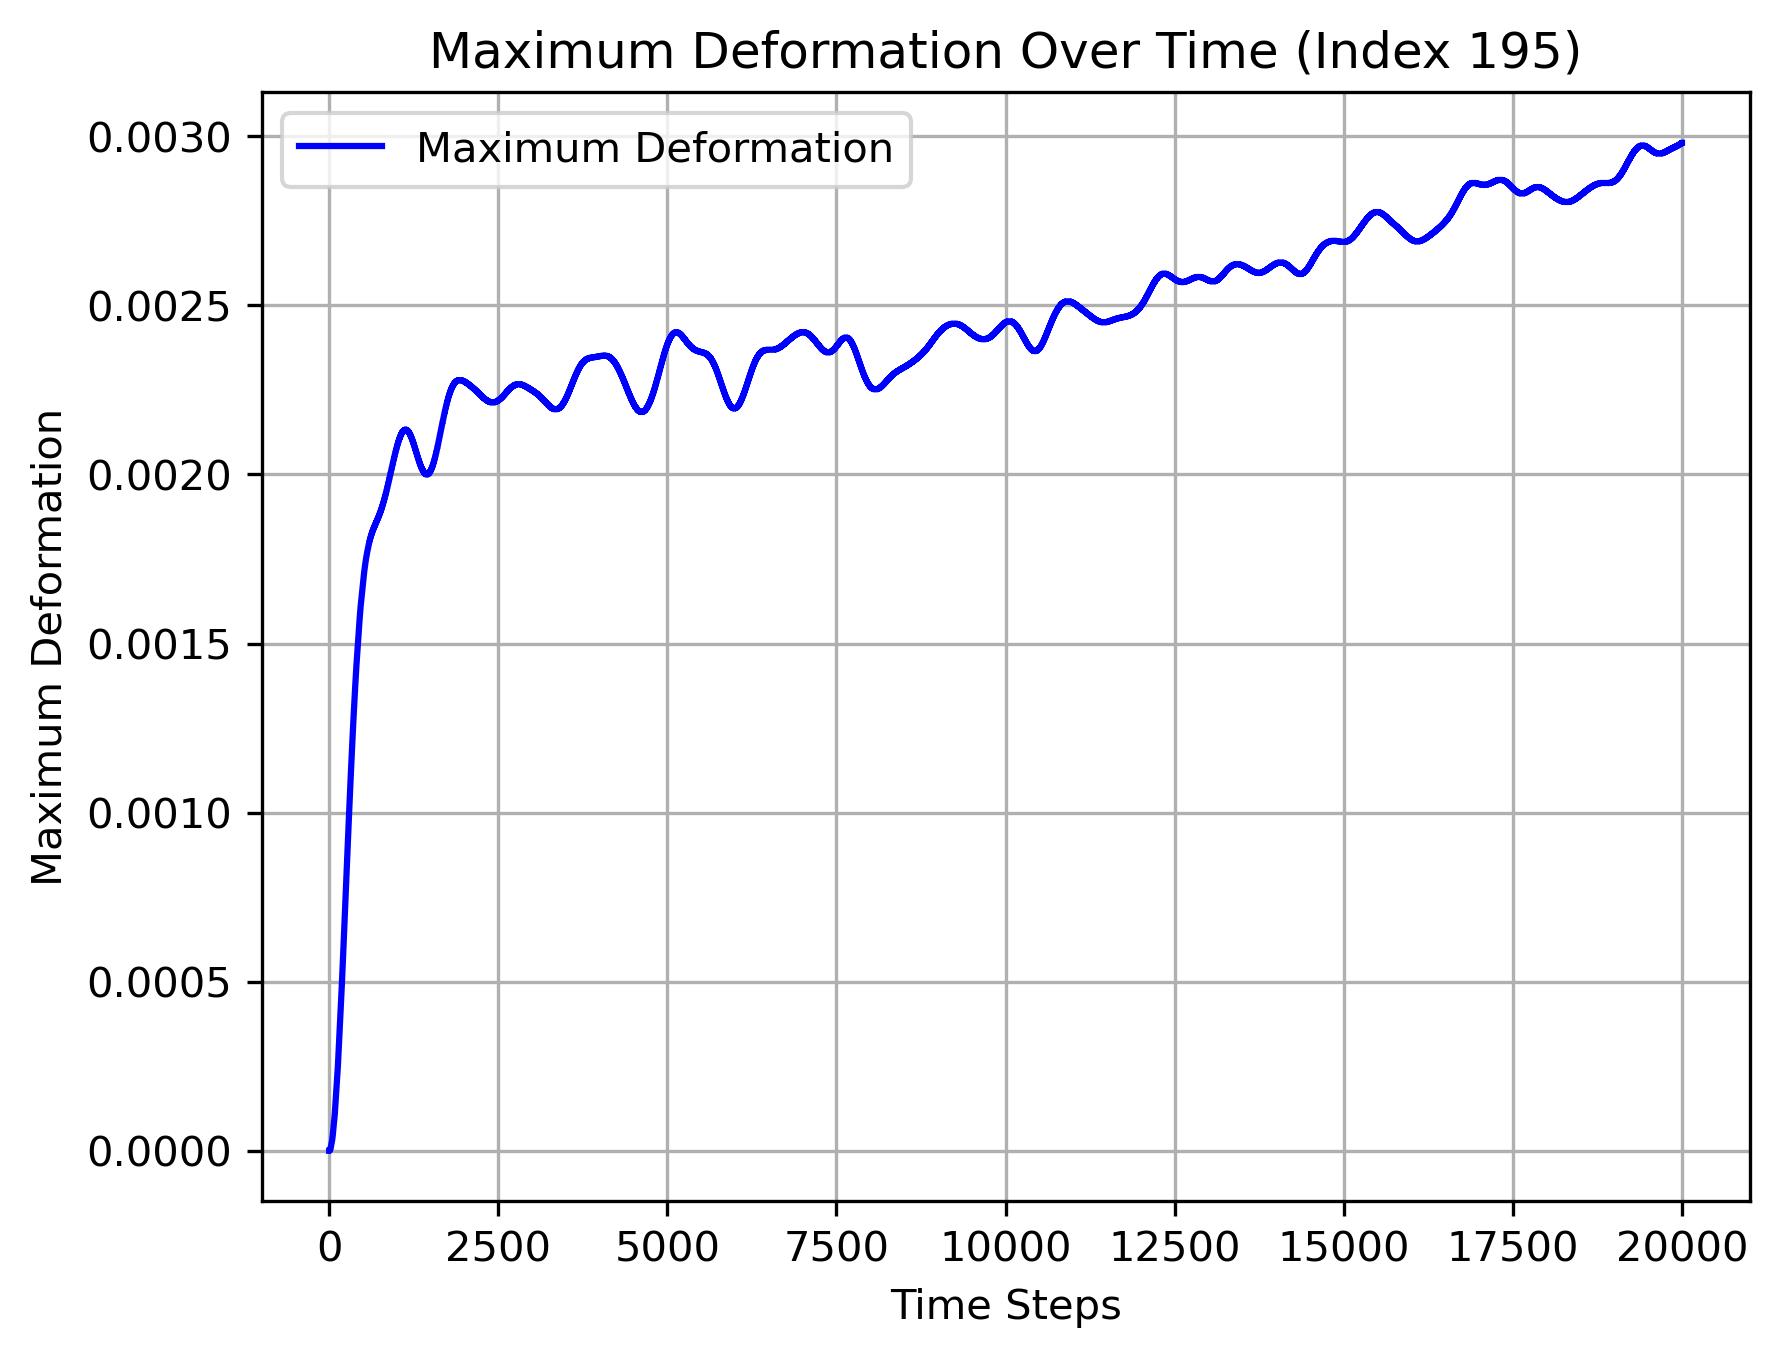 Maximum Deformation Over Time (Index 195)
Maximum Deformation
Maximum Deformation
0.0030
0.0025
0.0020
0.0015
0.0010
0.0005
0.0000
0 2500 5000 7500 10000 12500 15000 17500 20000
Time Steps